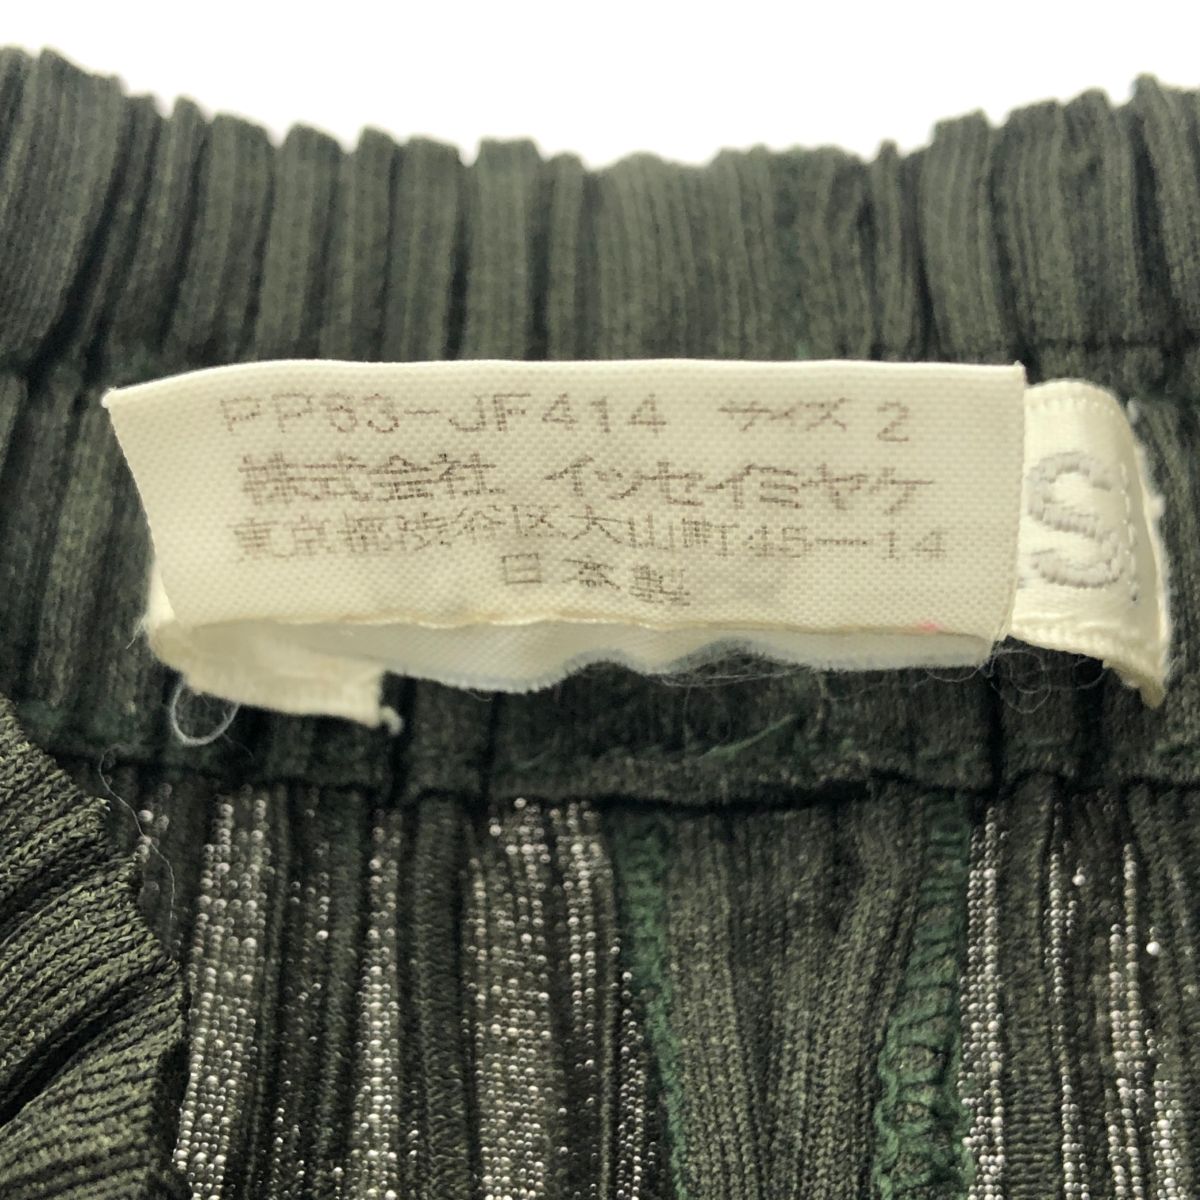 PP63-JF414 サイズ 2
株式会社 イッセイミヤケ
東京都渋谷区大山町45-14
日本製
S